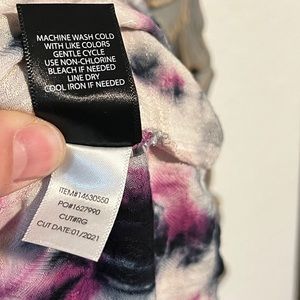 MACHINE WASH COLD
WITH LIKE COLORS
GENTLE CYCLE
USE NON-CHLORINE
BLEACH IF NEEDED
LINE DRY
COOL IRON IF NEEDED
ITEM#14630550
PO#1627990
CUT#RG
CUT DATE:01/2021